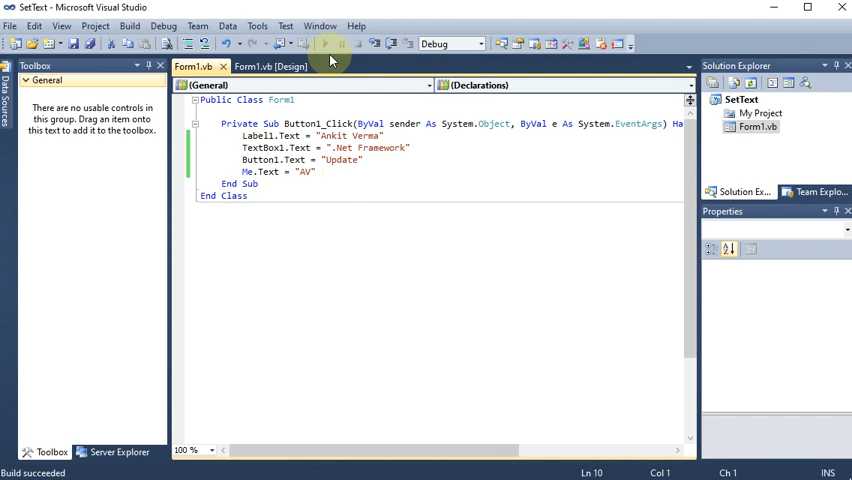 SetText - Microsoft Visual Studio
File Edit View Project Build Debug Team Data Tools Test Window Help
Debug
Data Sources
Toolbox
General
There are no usable controls in
this group. Drag an item onto
this text to add it to the toolbox.
Toolbox Server Explorer
Form1.vb Form1.vb [Design]
(General) (Declarations)
Public Class Form1
Private Sub Button1_Click(ByVal sender As System.Object, ByVal e As System.EventArgs) Ha
Label1.Text = "Ankit Verma"
TextBox1.Text = ".Net Framework"
Button1.Text = "Update"
Me.Text = "AV"
End Sub
End Class
100 %
Solution Explorer
SetText
My Project
Form1.vb
Solution Ex... Team Explo...
Properties
Build succeeded Ln 10 Col 1 Ch 1 INS